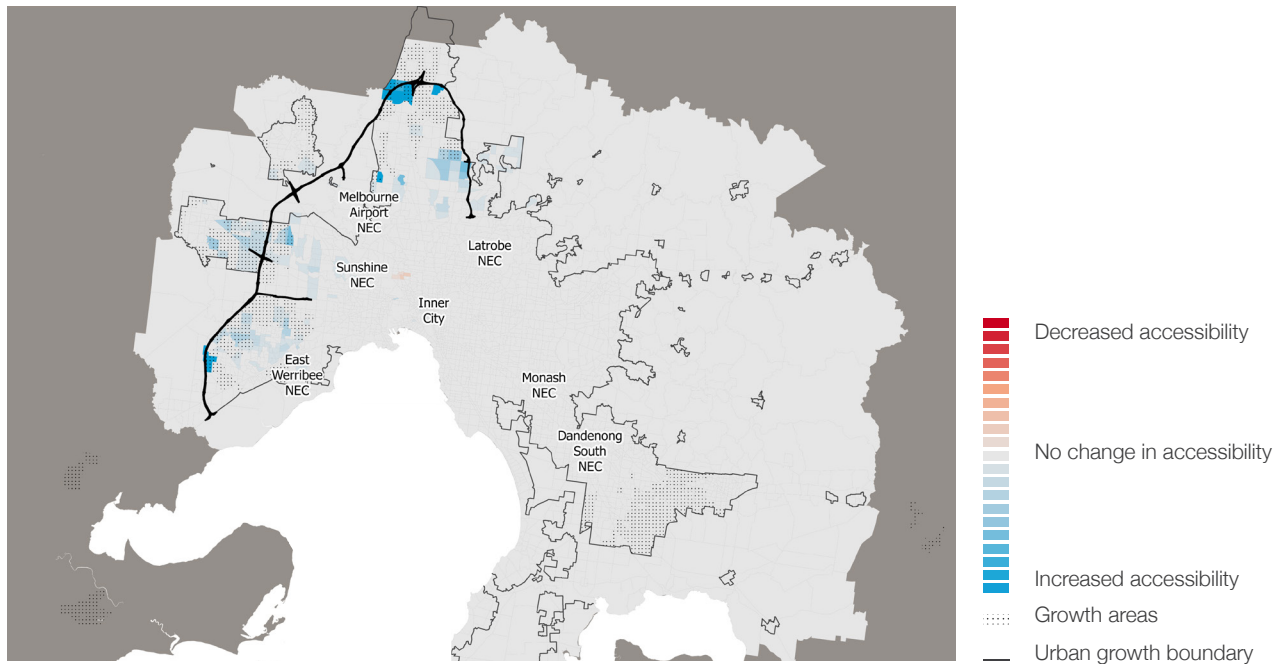 Melbourne
Airport
NEC
Latrobe
NEC
Sunshine
NEC
Inner
City
East
Werribee
NEC
Monash
NEC
Dandenong
South
NEC
Decreased accessibility
No change in accessibility
Increased accessibility
Growth areas
Urban growth boundary